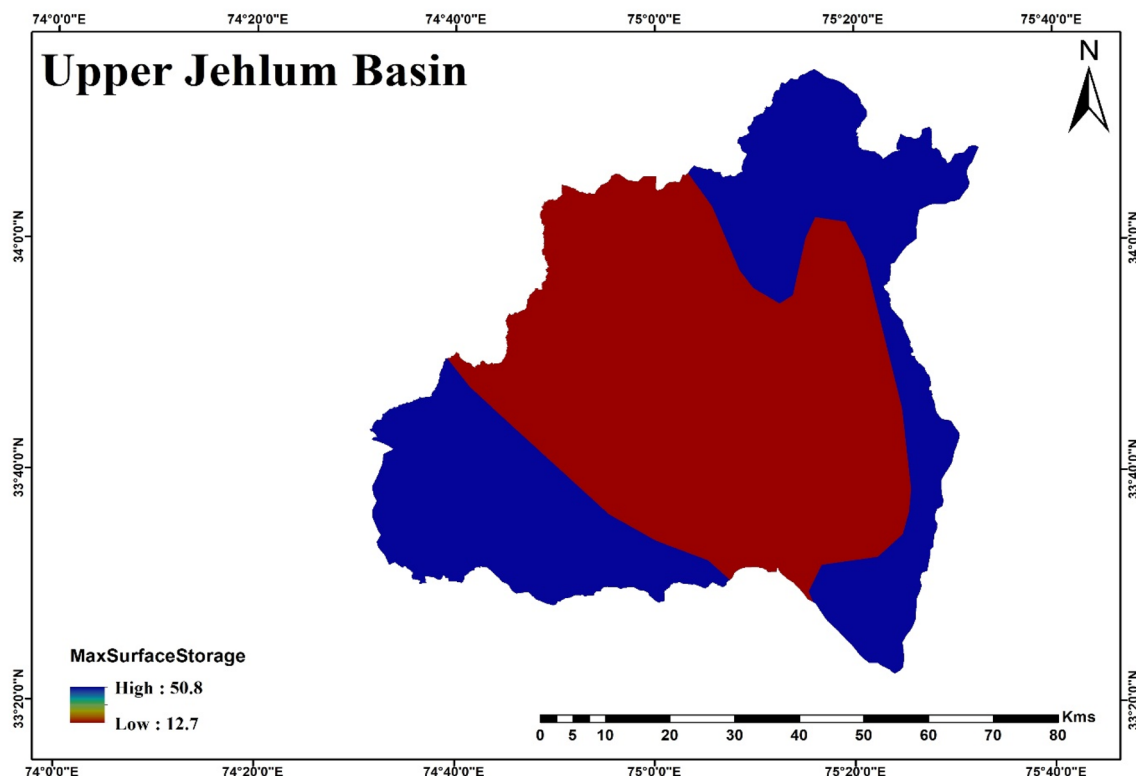 74°0'0"E 74°20'0"E 74°40'0"E 75°0'0"E 75°20'0"E 75°40'0"E
Upper Jehlum Basin
N
34°0'0"N 34°0'0"N
33°40'0"N 33°40'0"N
MaxSurfaceStorage
High : 50.8
Low : 12.7
33°20'0"N 33°20'0"N
Kms
0 5 10 20 30 40 50 60 70 80
74°0'0"E 74°20'0"E 74°40'0"E 75°0'0"E 75°20'0"E 75°40'0"E